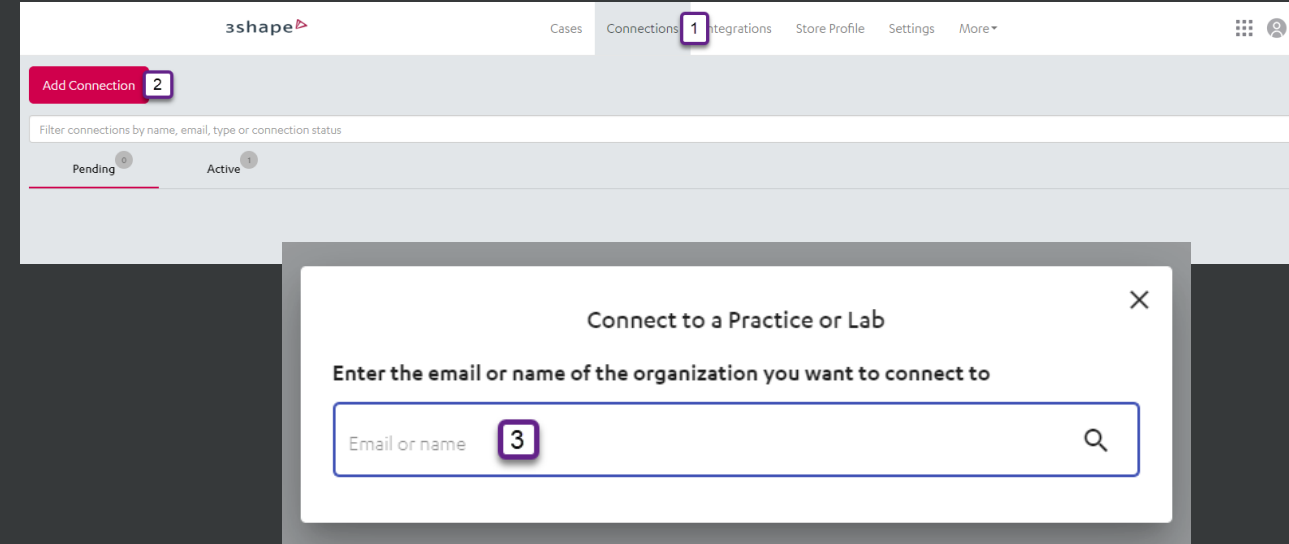 3shape
Cases Connections 1 ntegrations Store Profile Settings More
Add Connection 2
Filter connections by name, email, type or connection status
Pending 0 Active 1
Connect to a Practice or Lab
Enter the email or name of the organization you want to connect to
Email or name 3